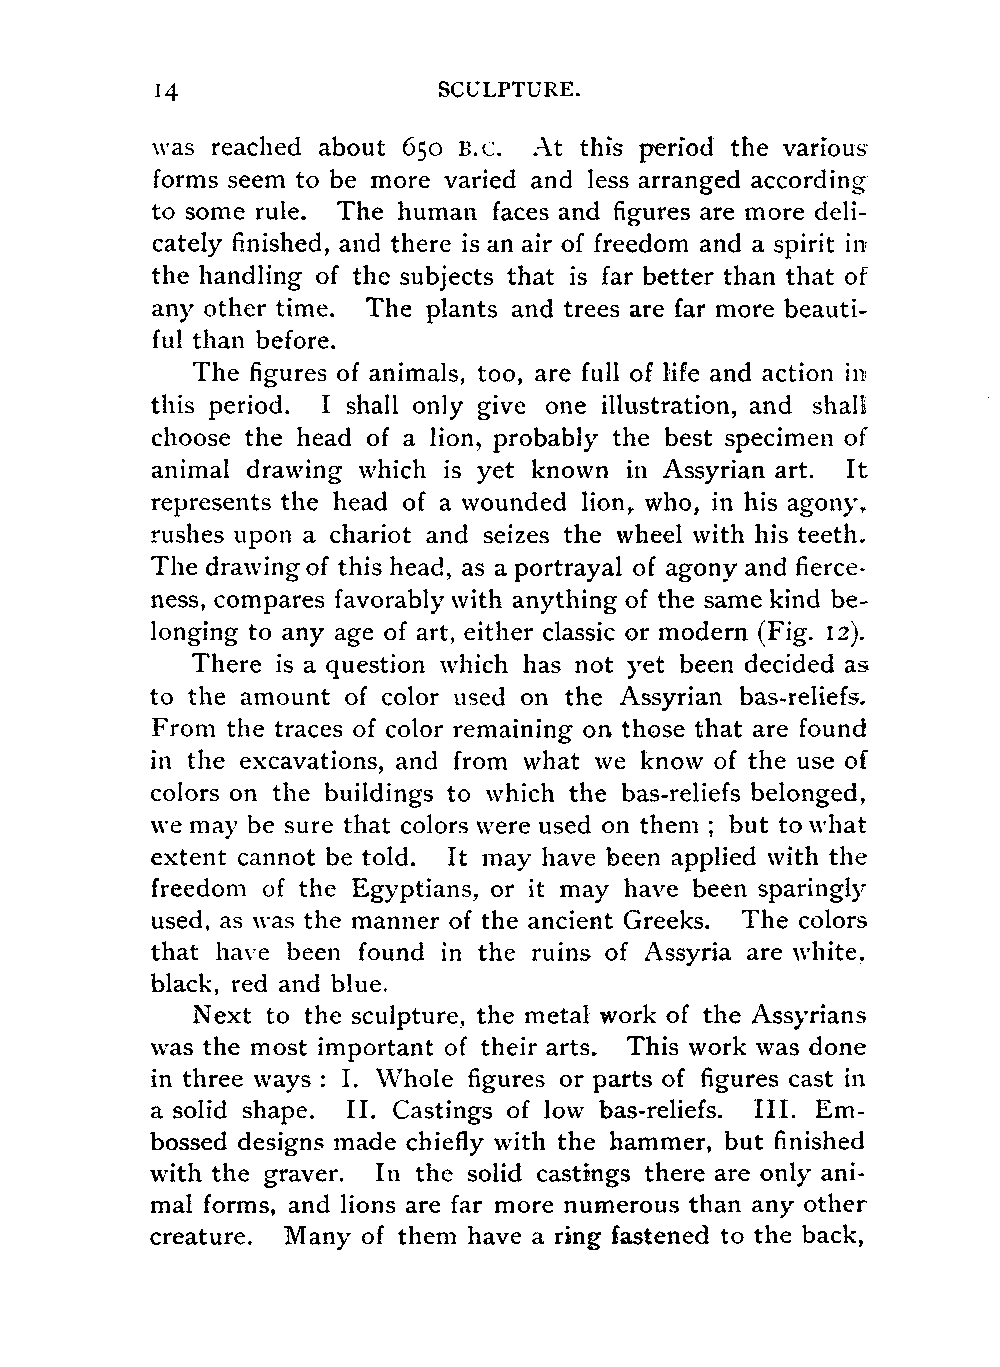 14 SCULPTURE.
was reached about 650 B.C. At this period the various
forms seem to be more varied and less arranged according
to some rule. The human faces and figures are more deli-
cately finished, and there is an air of freedom and a spirit in
the handling of the subjects that is far better than that of
any other time. The plants and trees are far more beauti-
ful than before.
The figures of animals, too, are full of life and action in
this period. I shall only give one illustration, and shall
choose the head of a lion, probably the best specimen of
animal drawing which is yet known in Assyrian art. It
represents the head of a wounded lion, who, in his agony,
rushes upon a chariot and seizes the wheel with his teeth.
The drawing of this head, as a portrayal of agony and fierce-
ness, compares favorably with anything of the same kind be-
longing to any age of art, either classic or modern (Fig. 12).
There is a question which has not yet been decided as
to the amount of color used on the Assyrian bas-reliefs.
From the traces of color remaining on those that are found
in the excavations, and from what we know of the use of
colors on the buildings to which the bas-reliefs belonged,
we may be sure that colors were used on them ; but to what
extent cannot be told. It may have been applied with the
freedom of the Egyptians, or it may have been sparingly
used, as was the manner of the ancient Greeks. The colors
that have been found in the ruins of Assyria are white,
black, red and blue.
Next to the sculpture, the metal work of the Assyrians
was the most important of their arts. This work was done
in three ways : I. Whole figures or parts of figures cast in
a solid shape. II. Castings of low bas-reliefs. III. Em-
bossed designs made chiefly with the hammer, but finished
with the graver. In the solid castings there are only ani-
mal forms, and lions are far more numerous than any other
creature. Many of them have a ring fastened to the back,